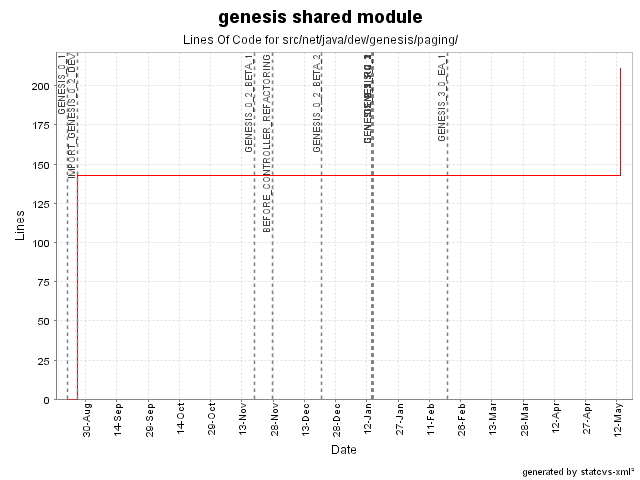 genesis shared module
Lines Of Code for src/net/java/dev/genesis/paging/
GENESIS_0_1
IMPORT_GENESIS_0_2_DEV
GENESIS_0_2_BETA_1
BEFORE_CONTROLLER_REFACTORING
GENESIS_0_2_BETA_2
GENESIS_3_0_EA_1
Lines
200
175
150
125
100
75
50
25
0
30-Aug
14-Sep
29-Sep
14-Oct
29-Oct
13-Nov
28-Nov
13-Dec
28-Dec
12-Jan
27-Jan
11-Feb
26-Feb
13-Mar
28-Mar
12-Apr
27-Apr
12-May
Date
generated by statcvs-xml²